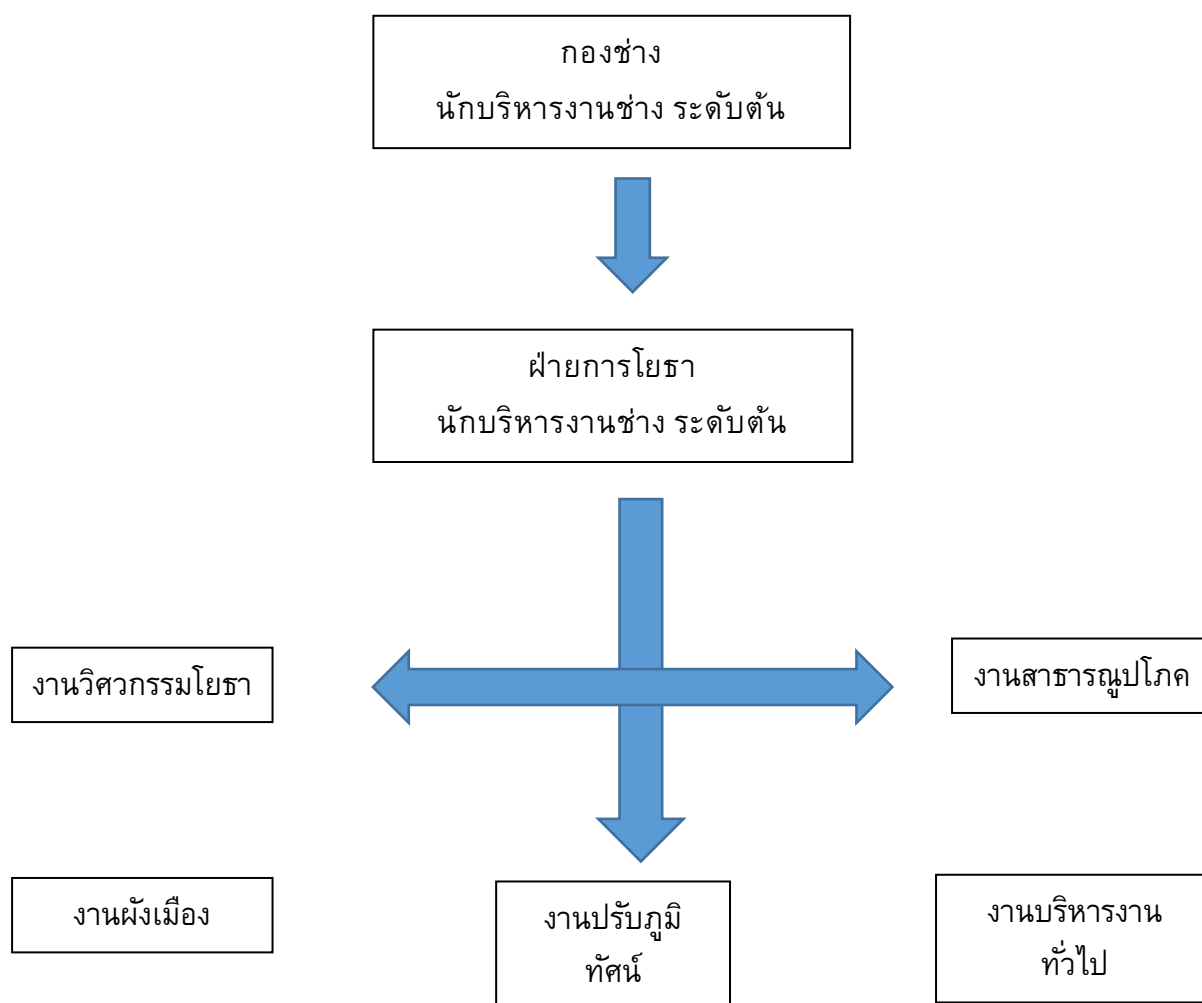 กองช่าง
นักบริหารงานช่าง ระดับต้น
ฝ่ายการโยธา
นักบริหารงานช่าง ระดับต้น
งานวิศวกรรมโยธา
งานสาธารณูปโภค
งานผังเมือง
งานปรับภูมิ
ทัศน์
งานบริหารงาน
ทั่วไป